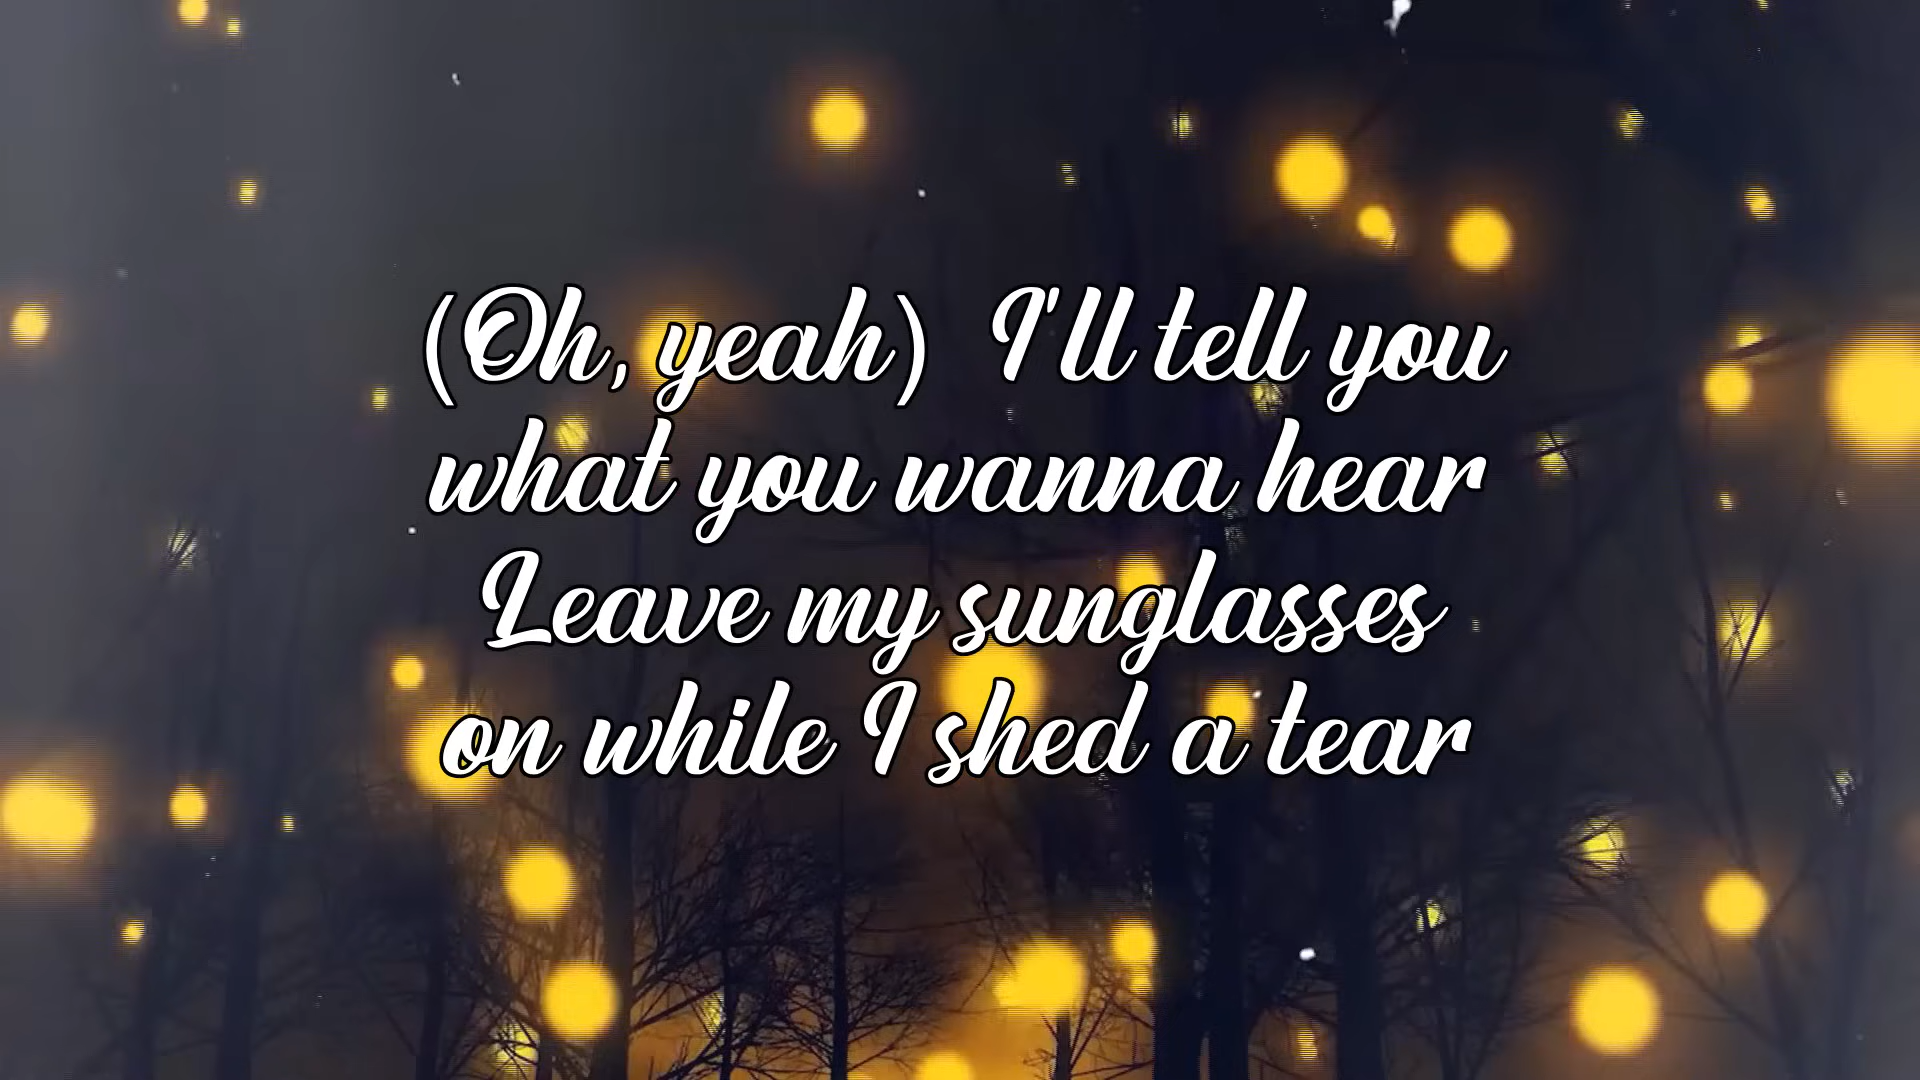 (Oh, yeah) I'll tell you
what you wanna hear
Leave my sunglasses
on while I shed a tear